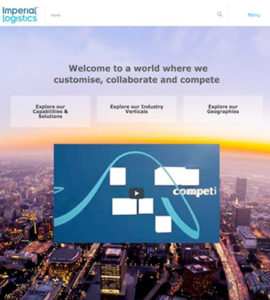 Imperial
logistics
Home
Menu
Welcome to a world where we
customise, collaborate and compete
Explore our
Capabilities &
Solutions
Explore our Industry
Verticals
Explore our
Geographies
competi